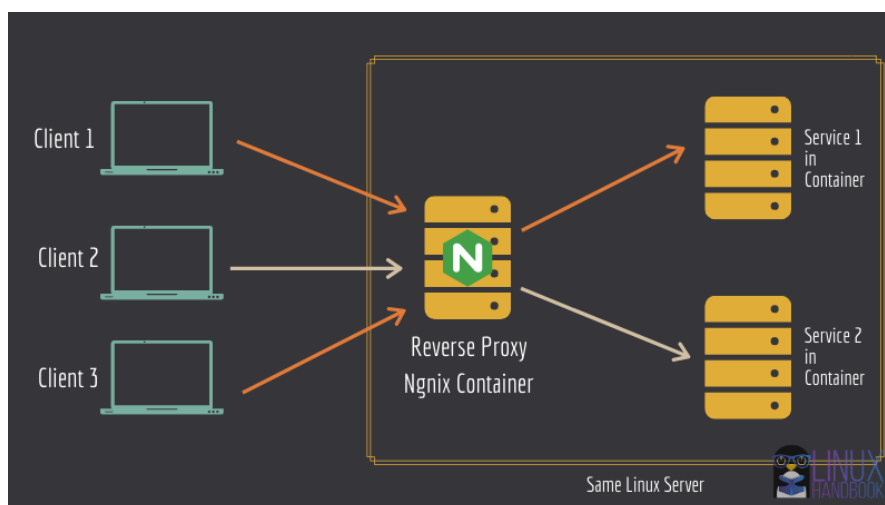 Client 1
Client 2
Client 3
N
Reverse Proxy
Ngnix Container
Service 1
in
Container
Service 2
in
Container
Same Linux Server
LINUX
HANDBOOK